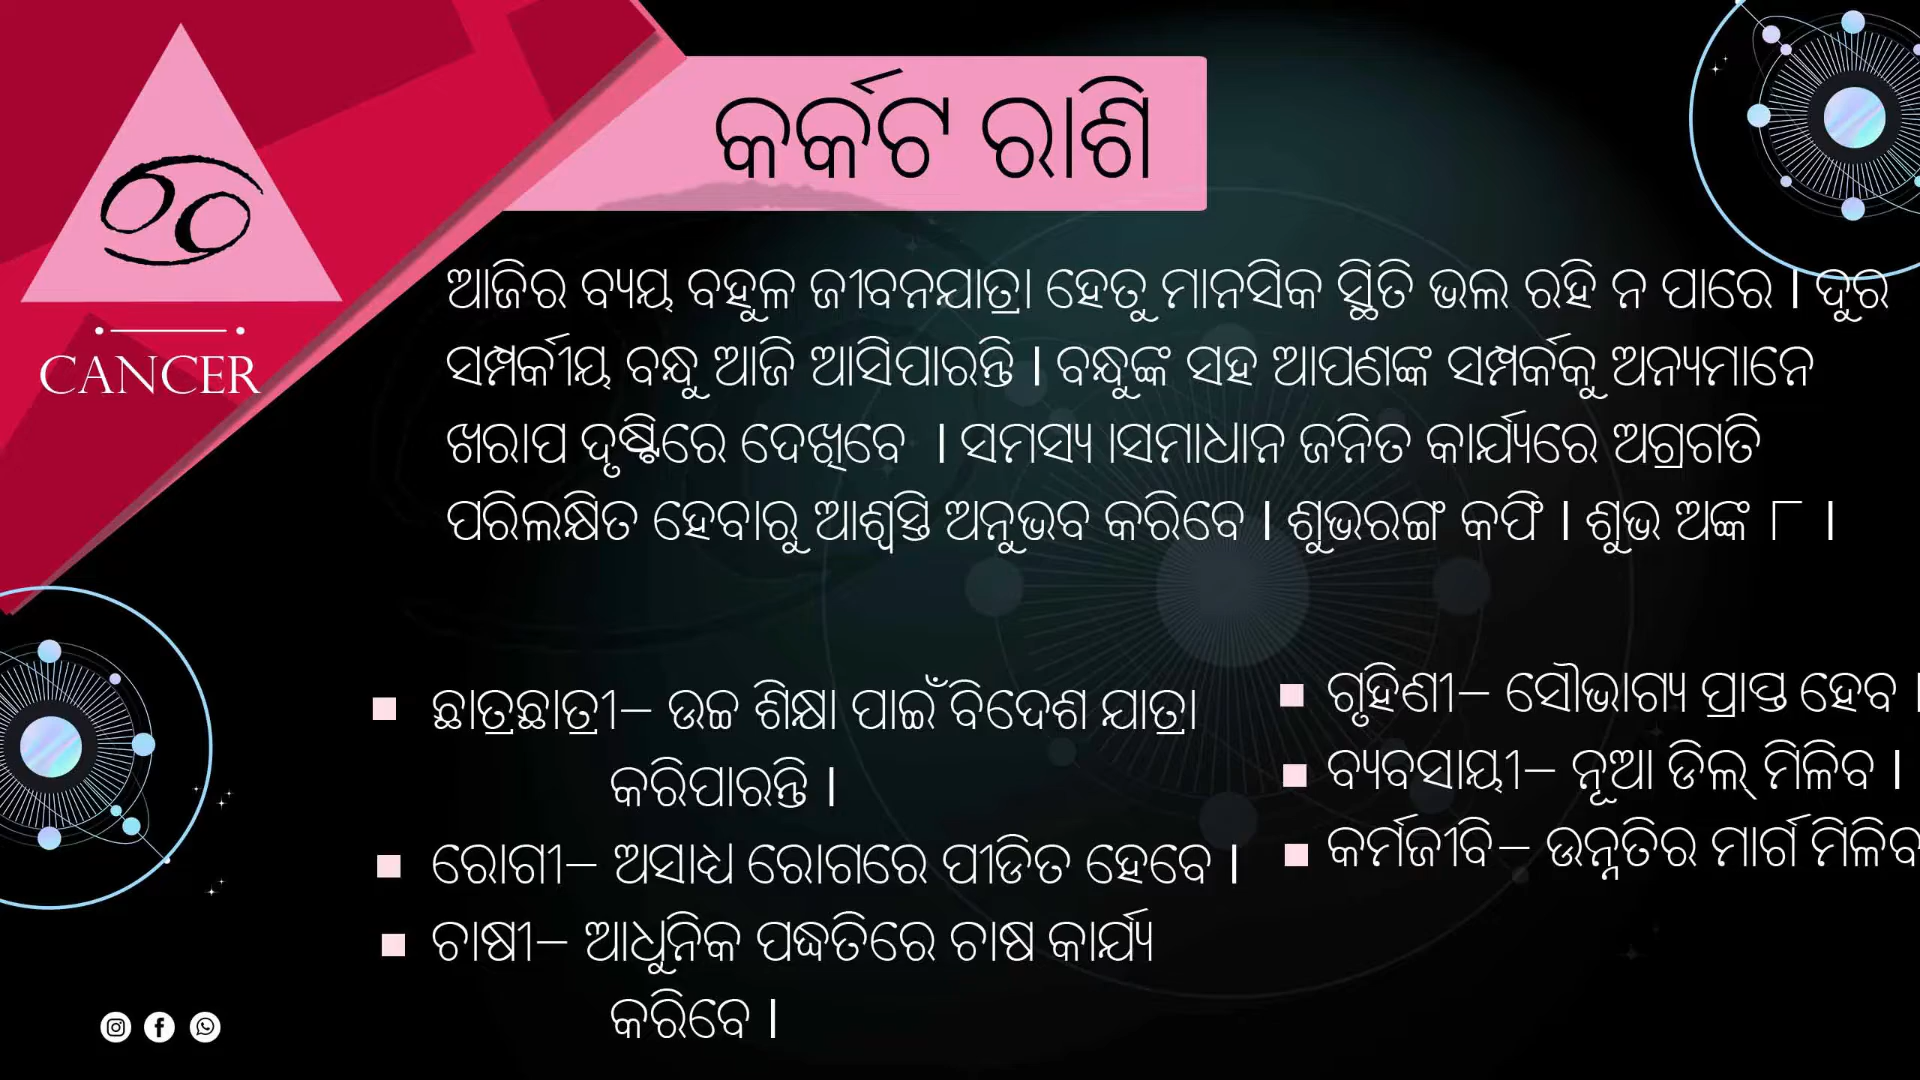 କର୍କଟ ରାଶି
CANCER
ଆଜିର ବ୍ୟୟ ବହୁଳ ଜୀବନଯାତ୍ରା ହେତୁ ମାନସିକ ସ୍ଥିତି ଭଲ ରହି ନ ପାରେ । ଦୁର
ସମ୍ପର୍କୀୟ ବନ୍ଧୁ ଆଜି ଆସିପାରନ୍ତି । ବନ୍ଧୁଙ୍କ ସହ ଆପଣଙ୍କ ସମ୍ପର୍କକୁ ଅନ୍ୟମାନେ
ଖରାପ ଦୃଷ୍ଟିରେ ଦେଖିବେ । ସମସ୍ୟ ।ସମାଧାନ ଜନିତ କାର୍ଯ୍ୟରେ ଅଗ୍ରଗତି
ପରିଲକ୍ଷିତ ହେବାରୁ ଆଶ୍ୱସ୍ତି ଅନୁଭବ କରିବେ । ଶୁଭରଙ୍ଗ କଫି । ଶୁଭ ଅଙ୍କ ୮ ।
ଛାତ୍ରଛାତ୍ରୀ– ଉଚ୍ଚ ଶିକ୍ଷା ପାଇଁ ବିଦେଶ ଯାତ୍ରା
କରିପାରନ୍ତି ।
ରୋଗୀ– ଅସାଧ୍ୟ ରୋଗରେ ପୀଡିତ ହେବେ ।
ଚାଷୀ– ଆଧୁନିକ ପଦ୍ଧତିରେ ଚାଷ କାର୍ଯ୍ୟ
କରିବେ ।
ଗୃହିଣୀ– ସୌଭାଗ୍ୟ ପ୍ରାପ୍ତ ହେବ ।
ବ୍ୟବସାୟୀ– ନୂଆ ଡିଲ୍ ମିଳିବ ।
କର୍ମଜୀବି– ଉନ୍ନତିର ମାର୍ଗ ମିଳିବ